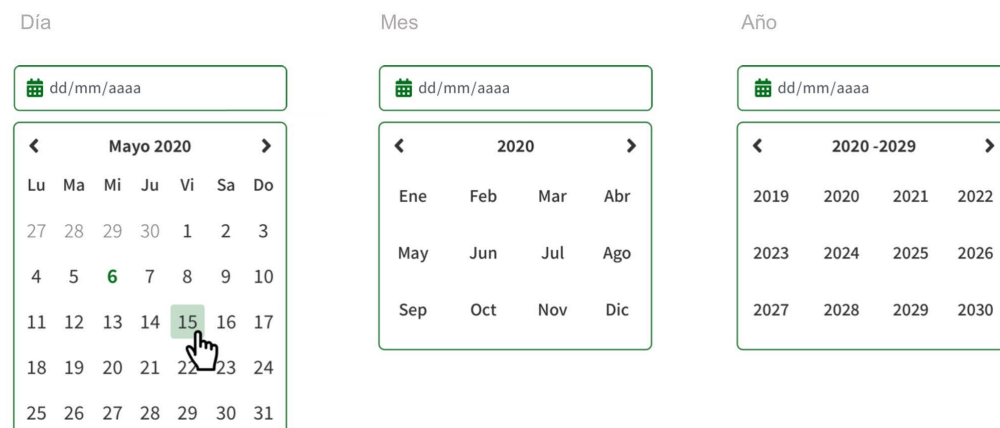 Día
dd/mm/aaaa
Mayo 2020
Lu Ma Mi Ju Vi Sa Do
27 28 29 30 1 2 3
4 5 6 7 8 9 10
11 12 13 14 15 16 17
18 19 20 21 22 23 24
25 26 27 28 29 30 31
Mes
dd/mm/aaaa
2020
Ene Feb Mar Abr
May Jun Jul Ago
Sep Oct Nov Dic
Año
dd/mm/aaaa
2020 -2029
2019 2020 2021 2022
2023 2024 2025 2026
2027 2028 2029 2030